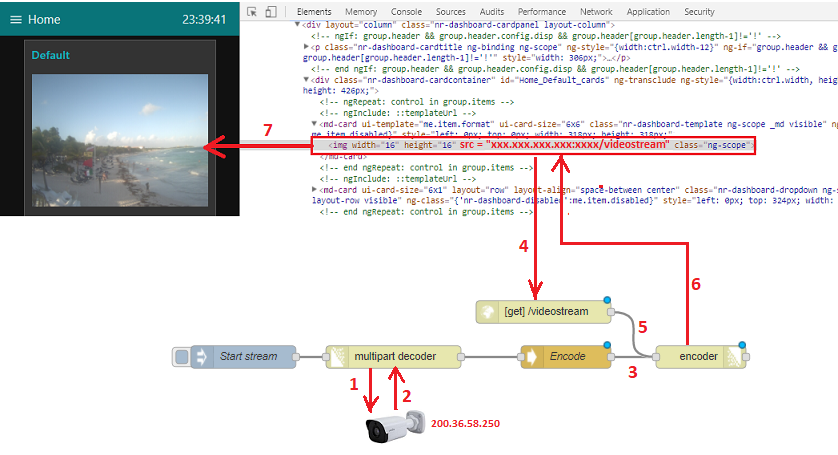 Home 23:39:41
Default
Elements Memory Console Sources Audits Performance Network Application Security
▼<div layout="column" class="nr-dashboard-cardpanel layout-column">
<!-- ngIf: group.header && group.header.config.disp && group.header[group.header.length-1]!='!' -->
▶<p class="nr-dashboard-cardtitle ng-binding ng-scope" ng-style="{width:ctrl.width-12}" ng-if="group.header && g
group.header[group.header.length-1]!='!'" style="width: 306px;">…</p>
<!-- end ngIf: group.header && group.header.config.disp && group.header[group.header.length-1]!='!' -->
▼<div class="nr-dashboard-cardcontainer" id="Home_Default_cards" ng-transclude ng-style="{width:ctrl.width, heig
height: 426px;">
<!-- ngRepeat: control in group.items -->
<!-- ngInclude: ::templateUrl -->
▼<md-card ui-template="me.item.format" ui-card-size="6x6" class="nr-dashboard-template ng-scope _md visible" ng
me.item.disabled}" style="left: 0px; top: 0px; width: 318px; height: 318px;">
<img width="16" height="16" src = "xxx.xxx.xxx.xxx:xxxx/videostream" class="ng-scope">
</md-card>
<!-- end ngRepeat: control in group.items -->
<!-- ngInclude: ::templateUrl -->
▶<md-card ui-card-size="6x1" layout="row" layout-align="space-between center" class="nr-dashboard-dropdown ng-s
layout-row visible" ng-class="{'nr-dashboard-disabled':me.item.disabled}" style="left: 0px; top: 324px; width:
<!-- end ngRepeat: control in group.items -->
7
4
6
[get] /videostream
5
Start stream multipart decoder Encode encoder
3
1 2
200.36.58.250